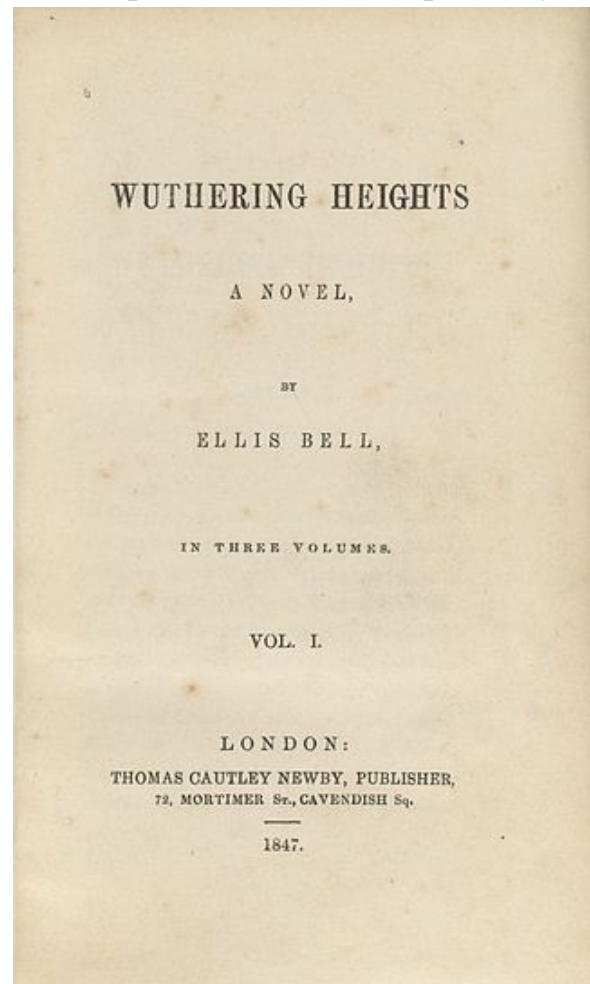 WUTHERING HEIGHTS
A NOVEL,
BY
ELLIS BELL,
IN THREE VOLUMES.
VOL. I.
LONDON:
THOMAS CAUTLEY NEWBY, PUBLISHER,
72, MORTIMER St., CAVENDISH Sq.
1847.